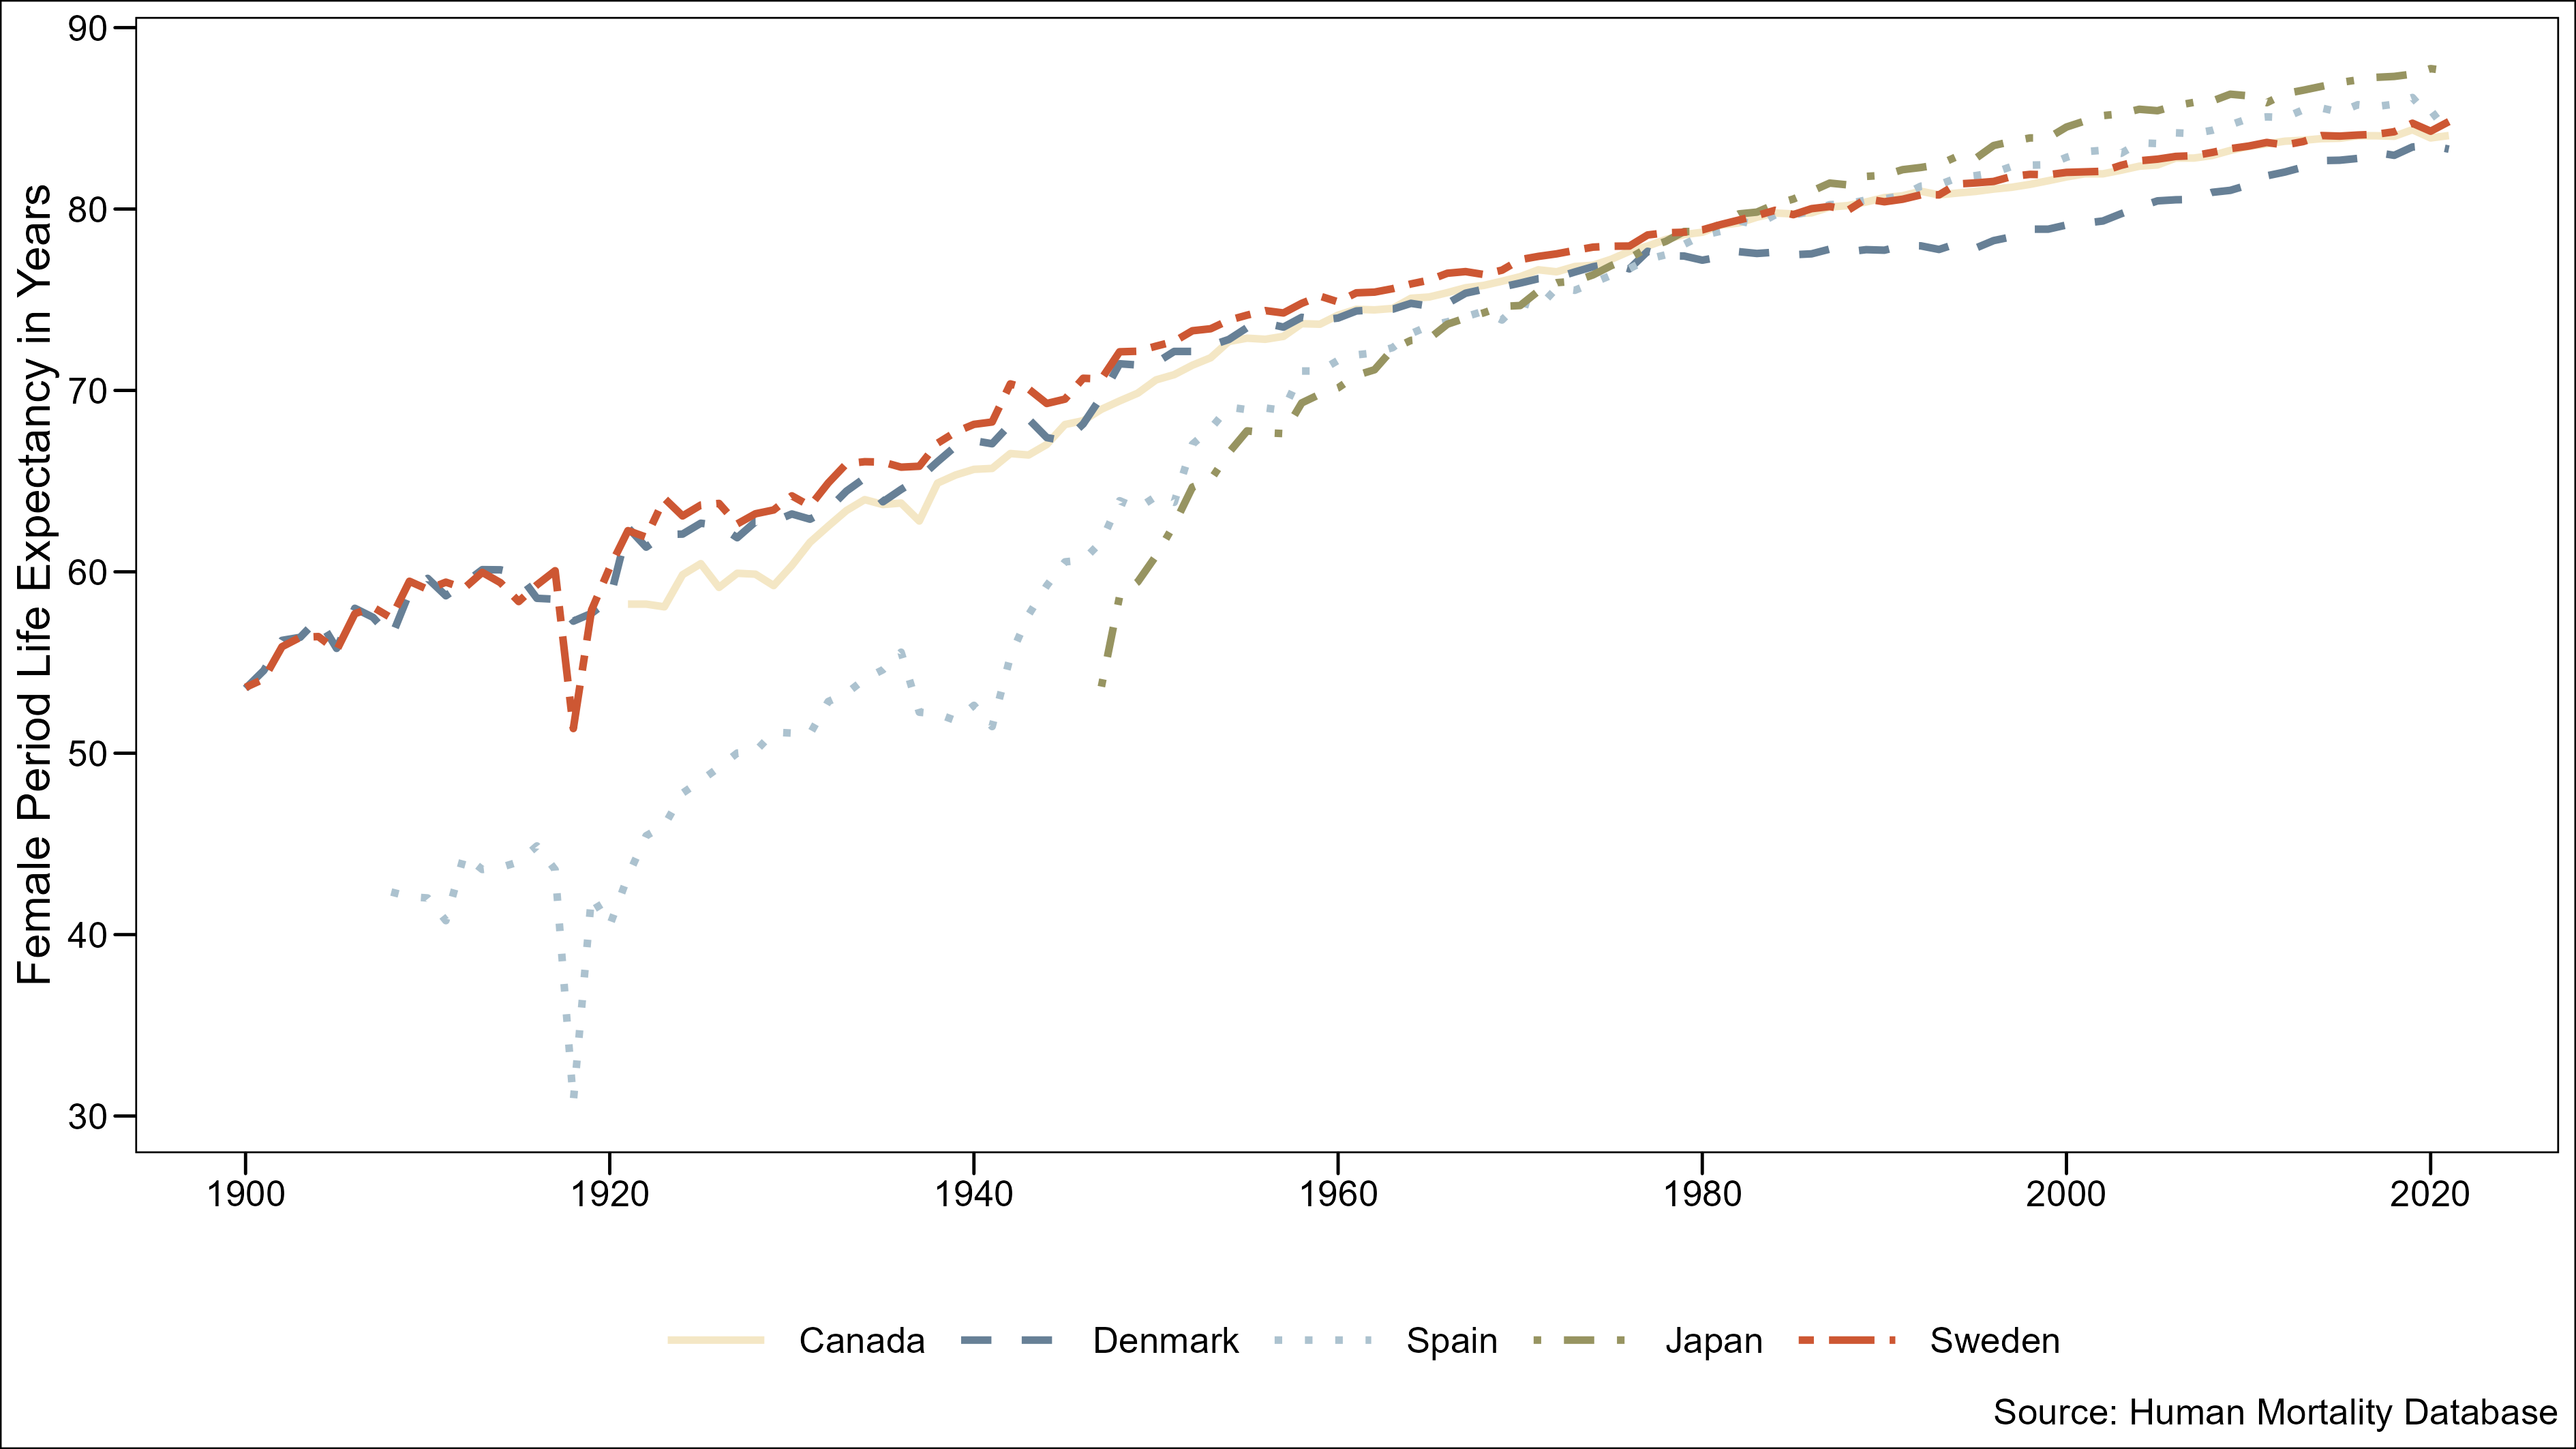 Female Period Life Expectancy in Years
90
80
70
60
50
40
30
1900 1920 1940 1960 1980 2000 2020
Canada Denmark Spain Japan Sweden
Source: Human Mortality Database